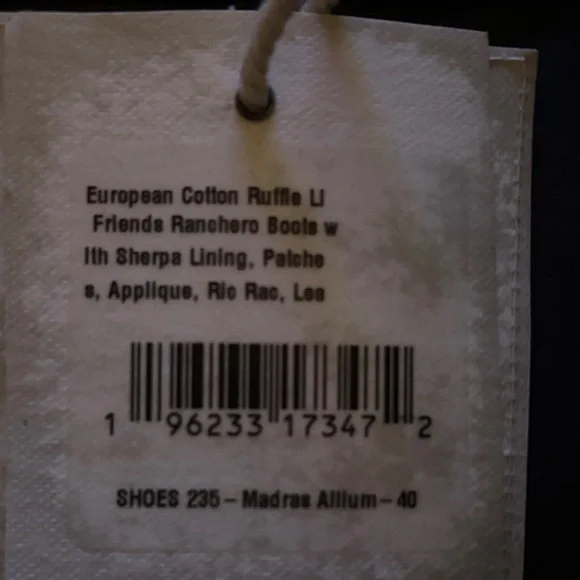 European Cotton Ruffle Li
Friends Ranchero Boots w
ith Sherpa Lining, Patche
s, Applique, Ric Rac, Lea
1 96233 17347 2
SHOES 235 - Madras Allium - 40